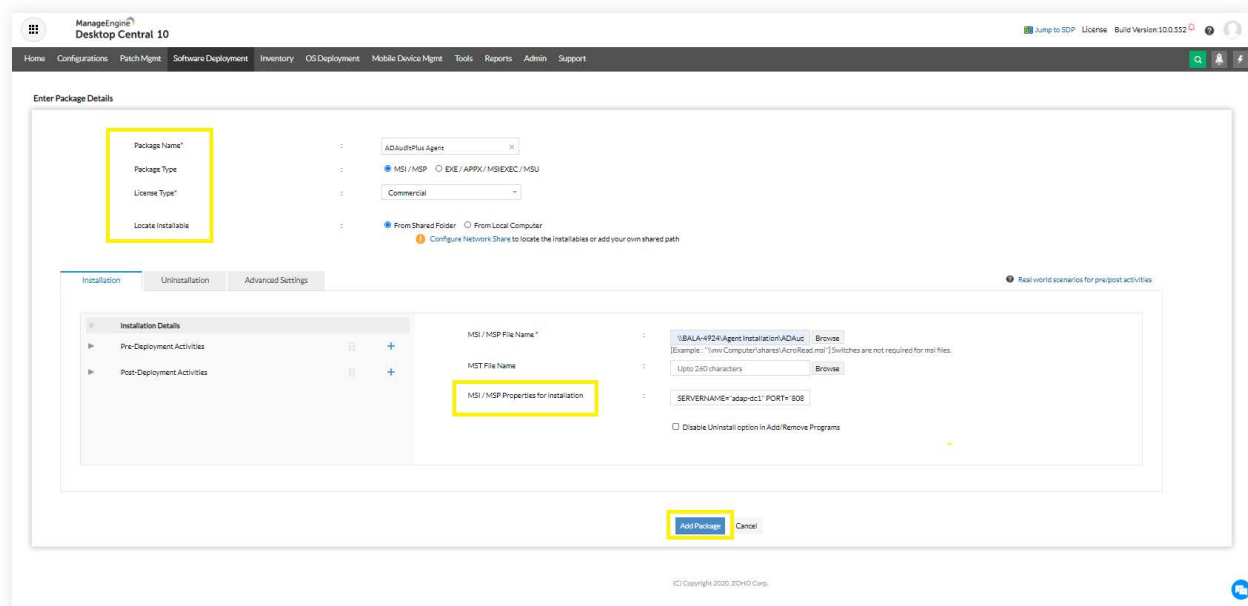 ManageEngine
Desktop Central 10
Jump to SDP License Build Version:10.0.552
Home Configurations Patch Mgmt Software Deployment Inventory OS Deployment Mobile Device Mgmt Tools Reports Admin Support
Enter Package Details
Package Name* : ADAuditPlus Agent
Package Type : MSI / MSP EXE / APPX / MSIEXEC / MSU
License Type* : Commercial
Locate Installable : From Shared Folder From Local Computer
Configure Network Share to locate the installables or add your own shared path
Installation Uninstallation Advanced Settings Real world scenarios for pre/post activities
Installation Details
Pre-Deployment Activities
Post-Deployment Activities
MSI / MSP File Name* : \\BALA-4924\Agent Installation\ADAud Browse
[Example : "\\mw Computer\shares\AcroRead.msi"] Switches are not required for msi files.
MST File Name : Upto 260 characters Browse
MSI / MSP Properties for Installation : SERVERNAME="adap-dc1" PORT="808
Disable Uninstall option in Add/Remove Programs
Add Package Cancel
(C) Copyright 2020, ZOHO Corp.